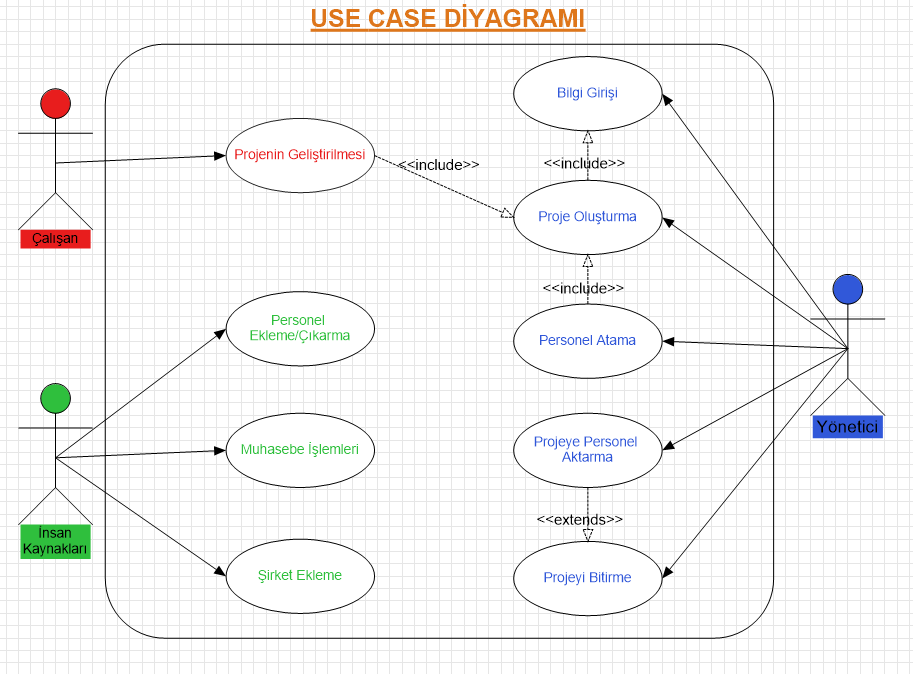 USE CASE DİYAGRAMI
Bilgi Girişi
Projenin Geliştirilmesi
<<include>>
<<include>>
Proje Oluşturma
Çalışan
<<include>>
Personel
Ekleme/Çıkarma
Personel Atama
Yönetici
Muhasebe İşlemleri
Projeye Personel
Aktarma
<<extends>>
İnsan
Kaynakları
Şirket Ekleme
Projeyi Bitirme